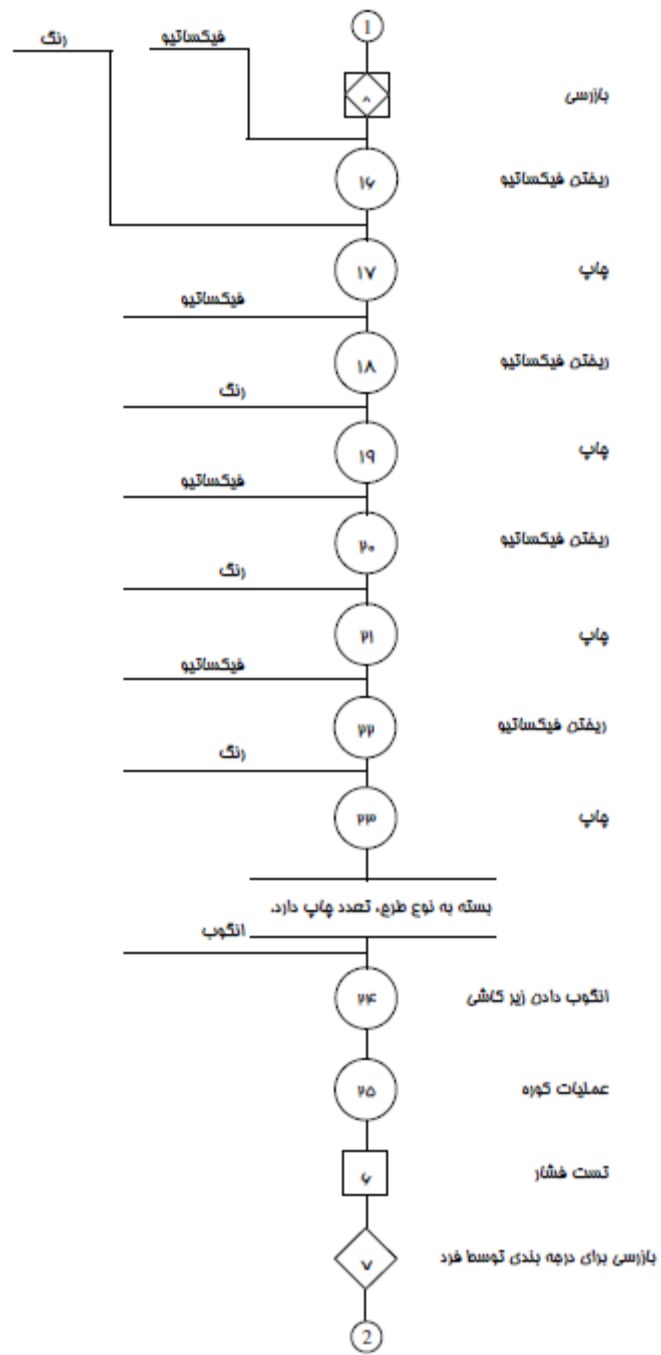 1
رنگ
فیکساتیو
۸
بازرسی
۱۶
ریختن فیکساتیو
۱۷
چاپ
فیکساتیو
۱۸
ریختن فیکساتیو
رنگ
۱۹
چاپ
فیکساتیو
۲۰
ریختن فیکساتیو
رنگ
۲۱
چاپ
فیکساتیو
۲۲
ریختن فیکساتیو
رنگ
۲۳
چاپ
بسته به نوع طرح، تعدد چاپ دارد.
انگوب
۲۴
انگوب دادن زیر کاشی
۲۵
عملیات کوره
۶
تست فشار
۷
بازرسی برای درجه بندی توسط فرد
2